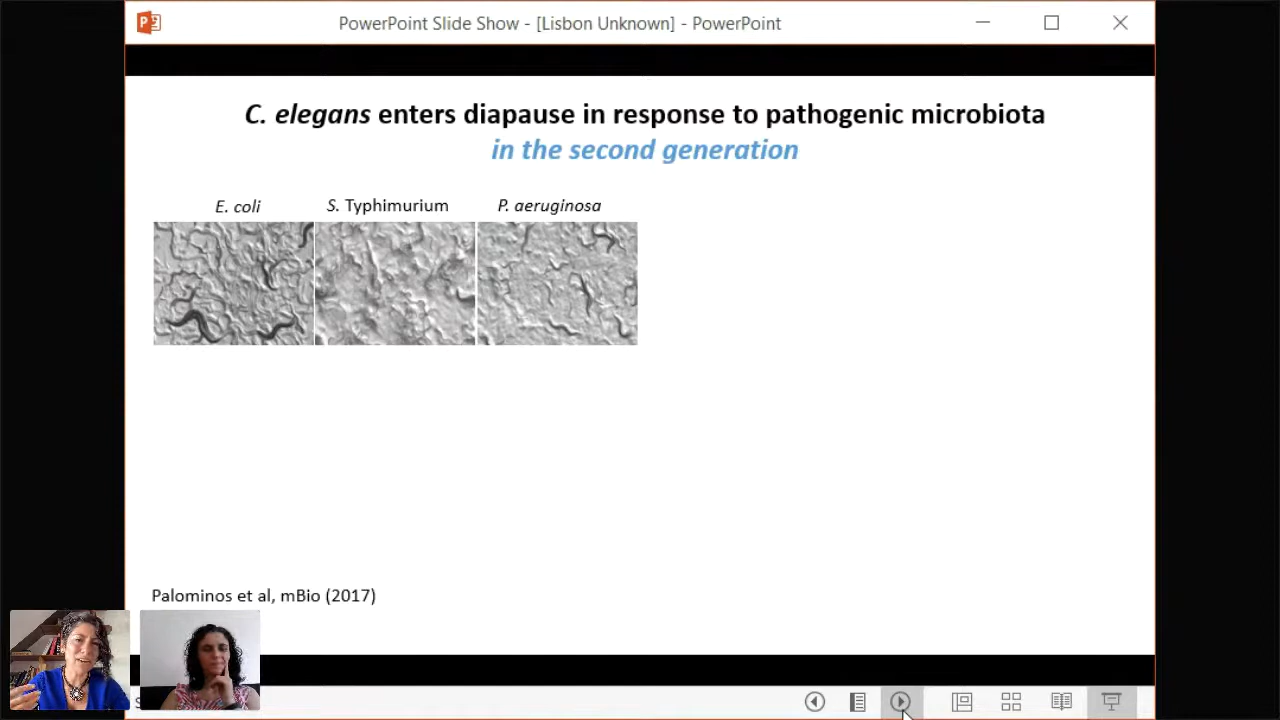 PowerPoint Slide Show - [Lisbon Unknown] - PowerPoint
C. elegans enters diapause in response to pathogenic microbiota
in the second generation
E. coli S. Typhimurium P. aeruginosa
Palominos et al, mBio (2017)